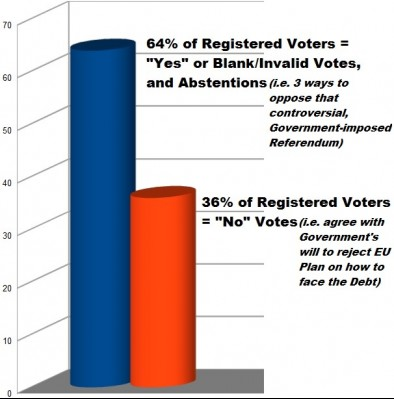 70
60
50
40
30
20
10
0
64% of Registered Voters =
"Yes" or Blank/Invalid Votes,
and Abstentions (i.e. 3 ways to
oppose that
controversial,
Government-imposed
Referendum)
36% of Registered Voters
= "No" Votes (i.e. agree with
Government's
will to reject EU
Plan on how to
face the Debt)